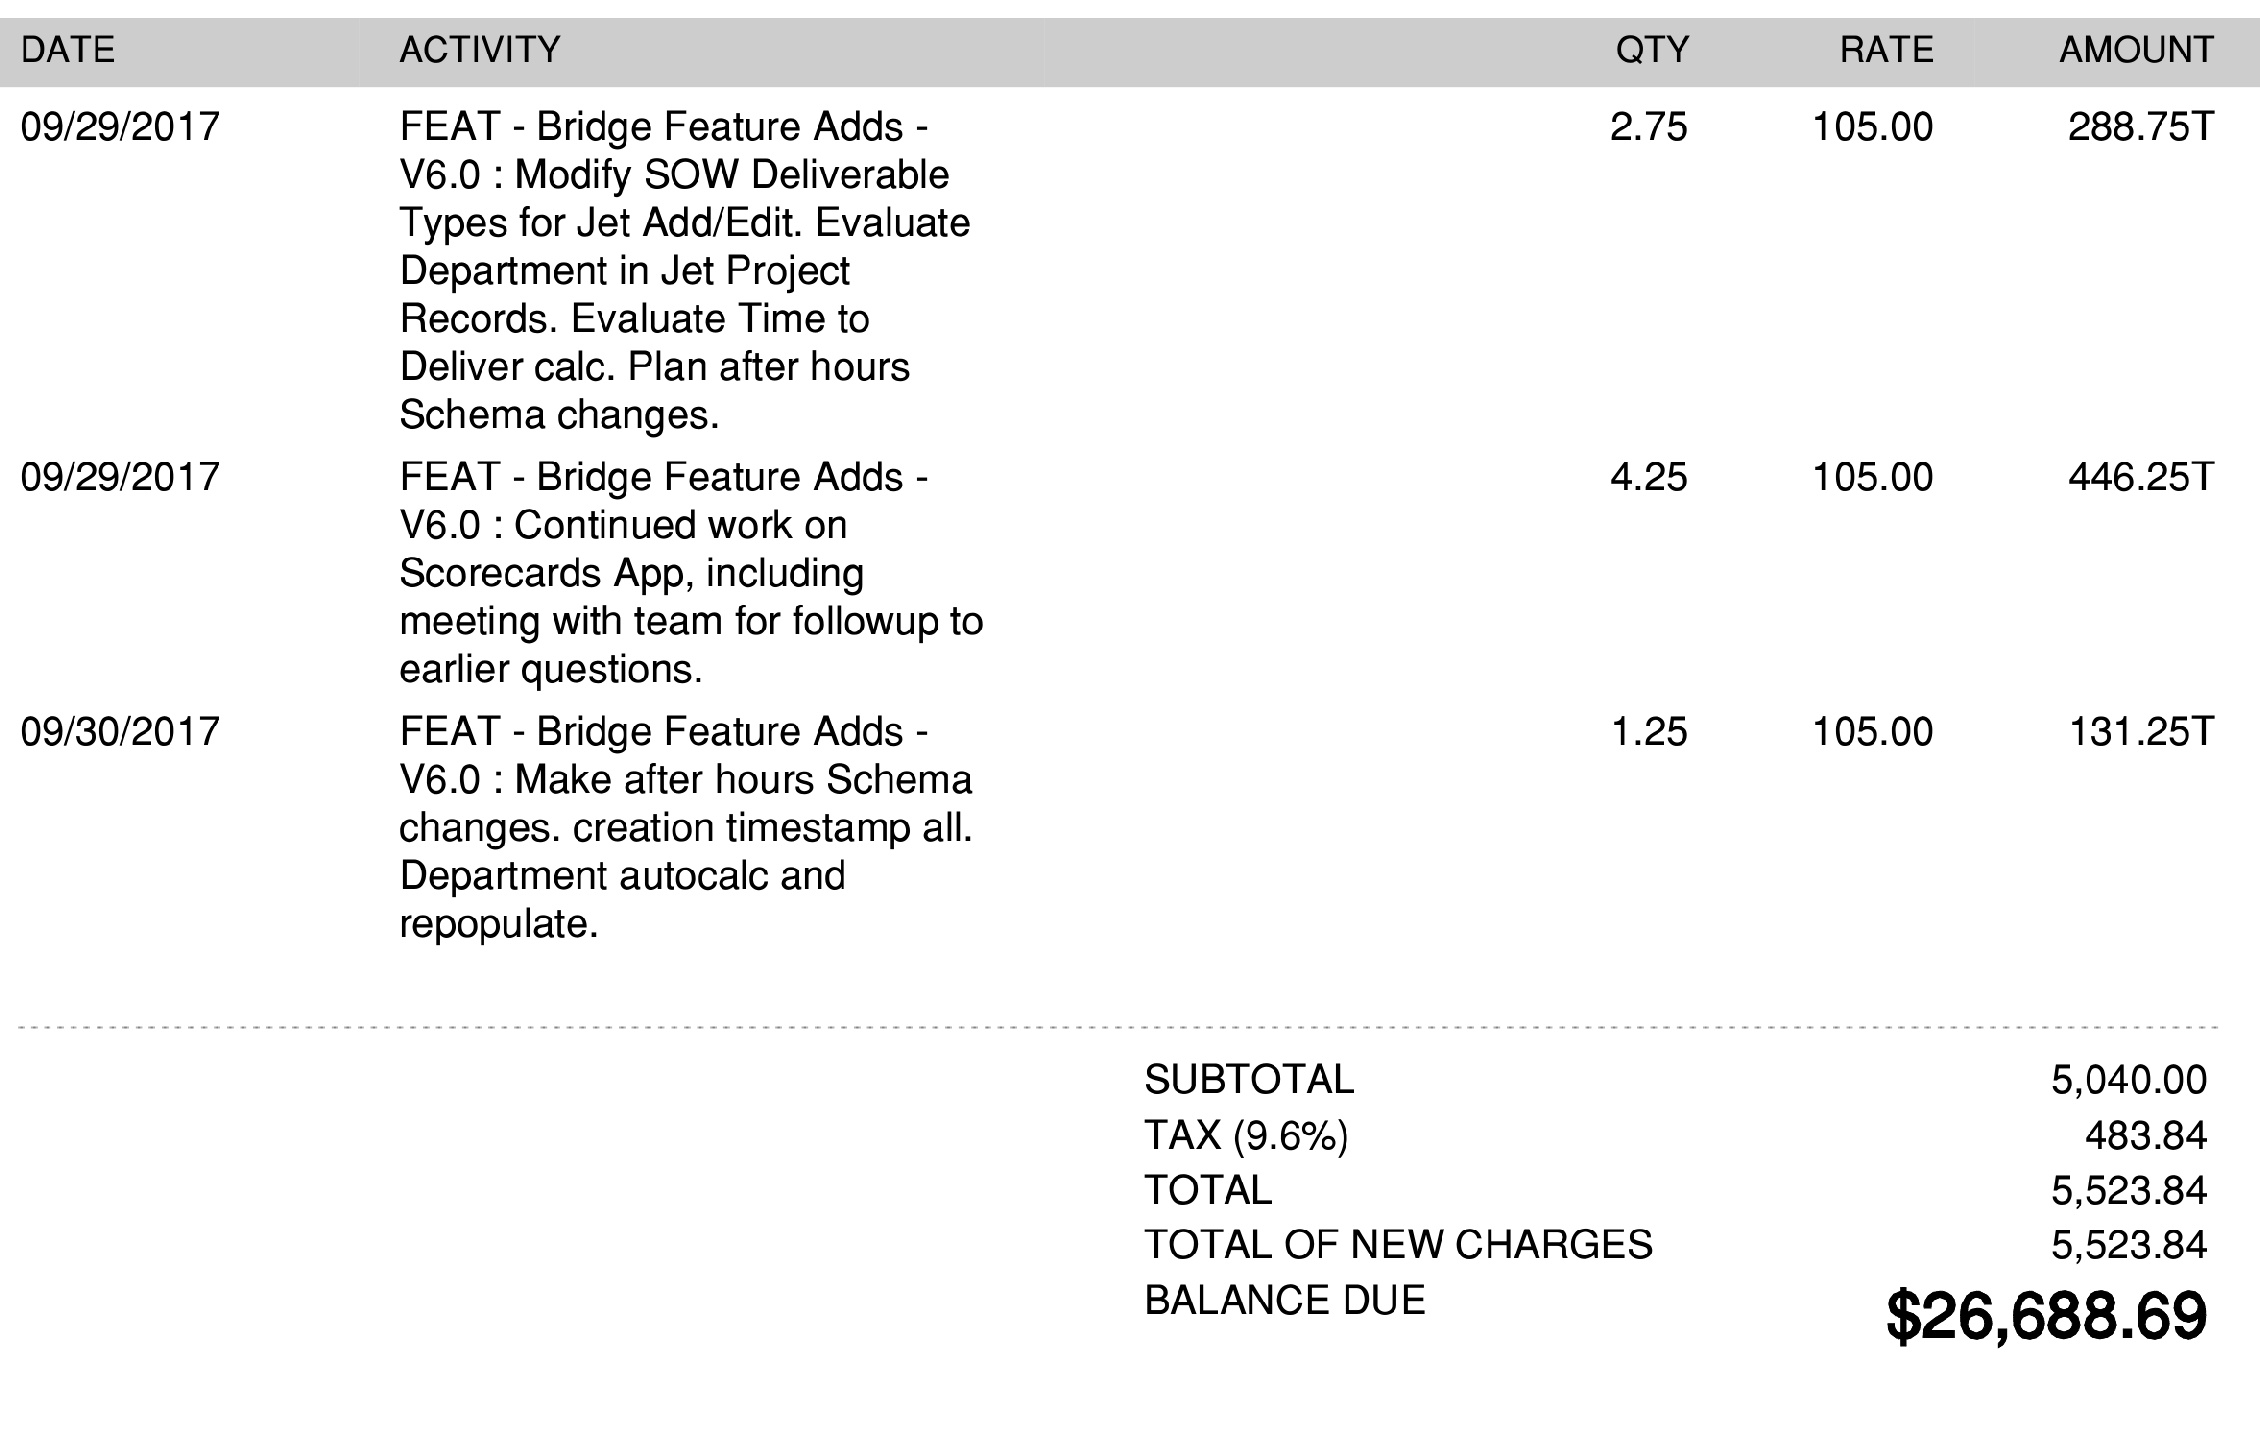 DATE ACTIVITY QTY RATE AMOUNT
09/29/2017 FEAT - Bridge Feature Adds - 2.75 105.00 288.75T
V6.0 : Modify SOW Deliverable
Types for Jet Add/Edit. Evaluate
Department in Jet Project
Records. Evaluate Time to
Deliver calc. Plan after hours
Schema changes.
09/29/2017 FEAT - Bridge Feature Adds - 4.25 105.00 446.25T
V6.0 : Continued work on
Scorecards App, including
meeting with team for followup to
earlier questions.
09/30/2017 FEAT - Bridge Feature Adds - 1.25 105.00 131.25T
V6.0 : Make after hours Schema
changes. creation timestamp all.
Department autocalc and
repopulate.
SUBTOTAL 5,040.00
TAX (9.6%) 483.84
TOTAL 5,523.84
TOTAL OF NEW CHARGES 5,523.84
BALANCE DUE $26,688.69